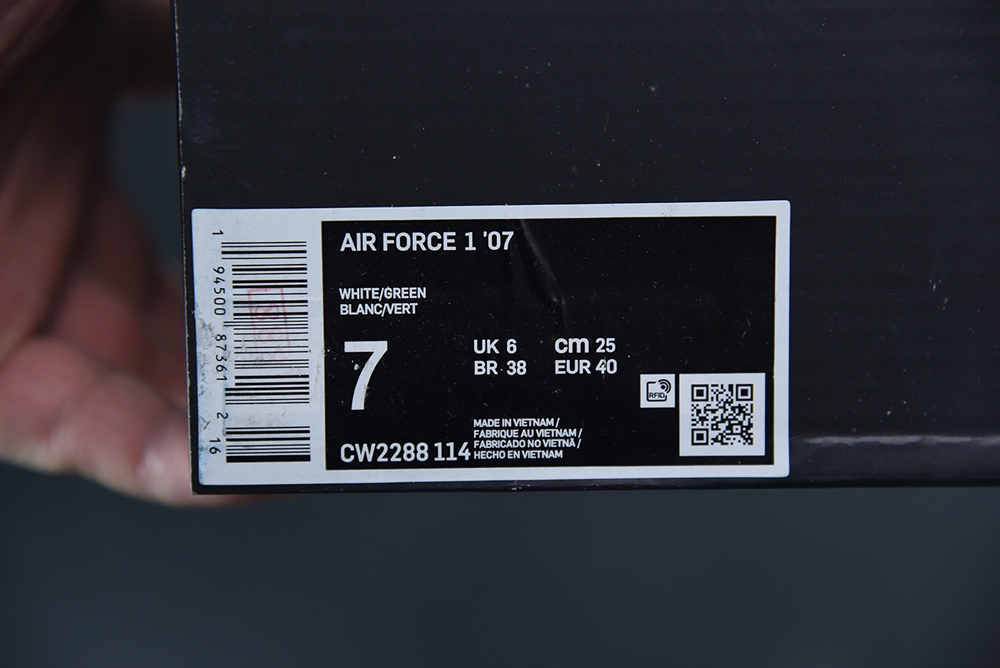 AIR FORCE 1 '07
WHITE/GREEN
BLANC/VERT
7
UK 6 cm 25
BR 38 EUR 40
RFID
MADE IN VIETNAM /
FABRIQUE AU VIETNAM /
FABRICADO NO VIETNÃ /
HECHO EN VIETNAM
CW2288 114
1 94500 87361 2 16